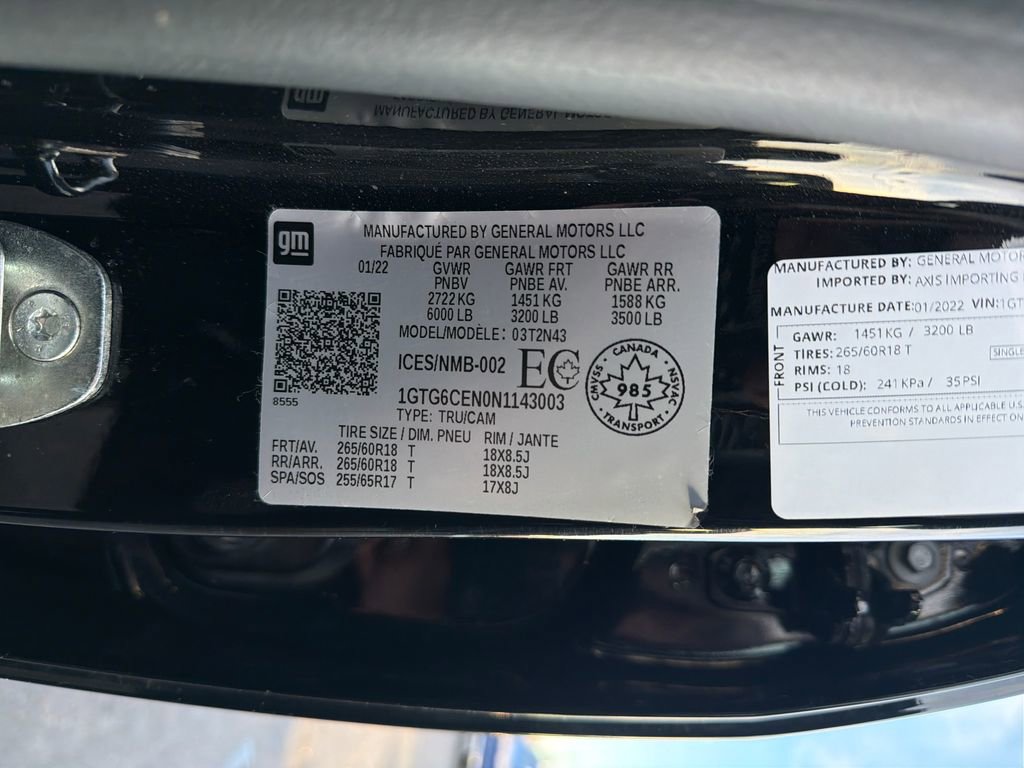 MANUFACTURED BY GENERAL MOTOR
gm
MANUFACTURED BY GENERAL MOTORS LLC
FABRIQUÉ PAR GENERAL MOTORS LLC
01/22 GVWR GAWR FRT GAWR RR
PNBV PNBE AV. PNBE ARR.
2722 KG 1451 KG 1588 KG
6000 LB 3200 LB 3500 LB
MODEL/MODÈLE: 03T2N43
ICES/NMB-002 EC
8555
1GTG6CEN0N1143003
TYPE: TRU/CAM
TIRE SIZE / DIM. PNEU RIM / JANTE
FRT/AV. 265/60R18 T 18X8.5J
RR/ARR. 265/60R18 T 18X8.5J
SPA/SOS 255/65R17 T 17X8J
CANADA
CMVSS 985 NSVAC
TRANSPORT
MANUFACTURED BY: GENERAL MOTOR
IMPORTED BY: AXIS IMPORTING
MANUFACTURE DATE:01/2022 VIN:1GT
FRONT
GAWR: 1451KG / 3200 LB
TIRES: 265/60R18 T SINGLE
RIMS: 18
PSI (COLD): 241 KPa / 35PSI
THIS VEHICLE CONFORMS TO ALL APPLICABLE U.S.
PREVENTION STANDARDS IN EFFECT ON